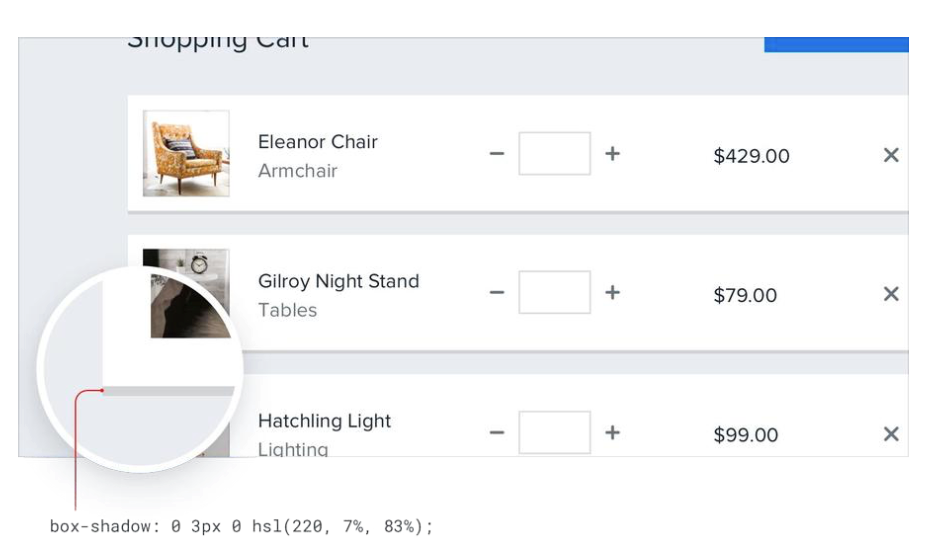 Shopping Cart
Eleanor Chair
Armchair
− + $429.00 ×
Gilroy Night Stand
Tables
− + $79.00 ×
Hatchling Light
Lighting
− + $99.00 ×
box-shadow: 0 3px 0 hsl(220, 7%, 83%);